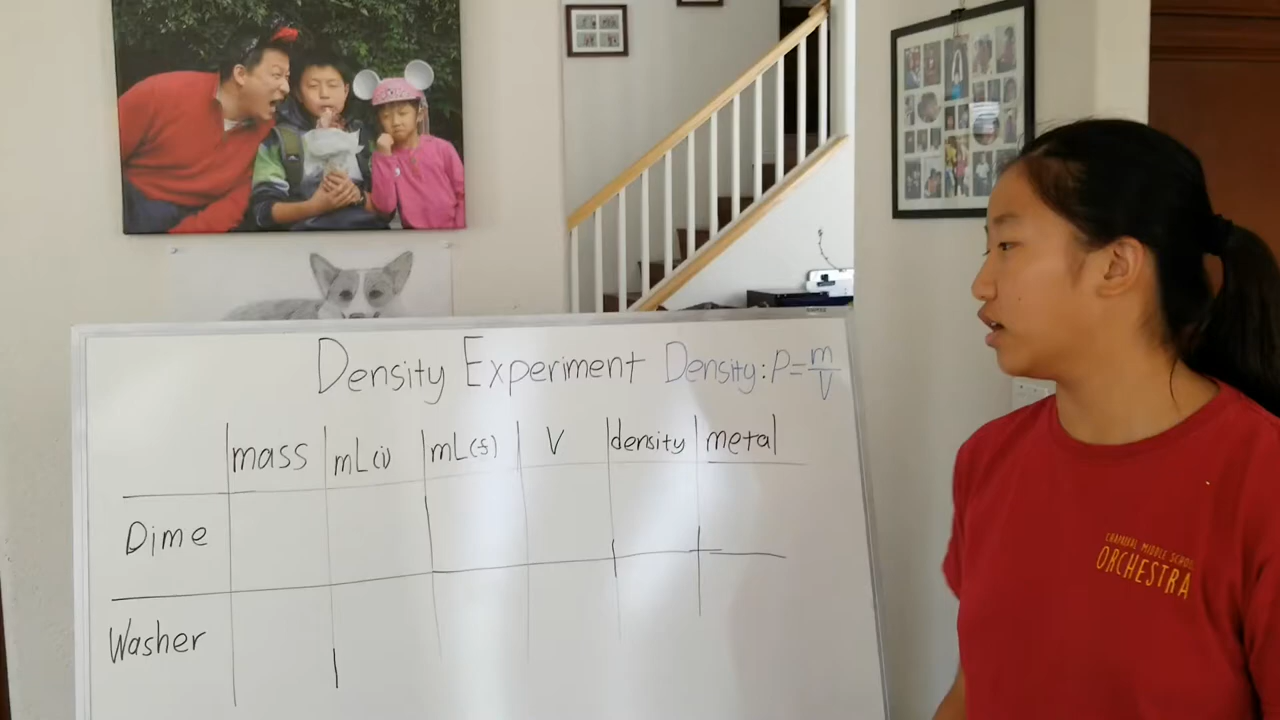 Density Experiment Density: P = m/V
mass mL(i) mL(f) V density metal
Dime
Washer
CHAPARRAL MIDDLE SCHOOL
ORCHESTRA